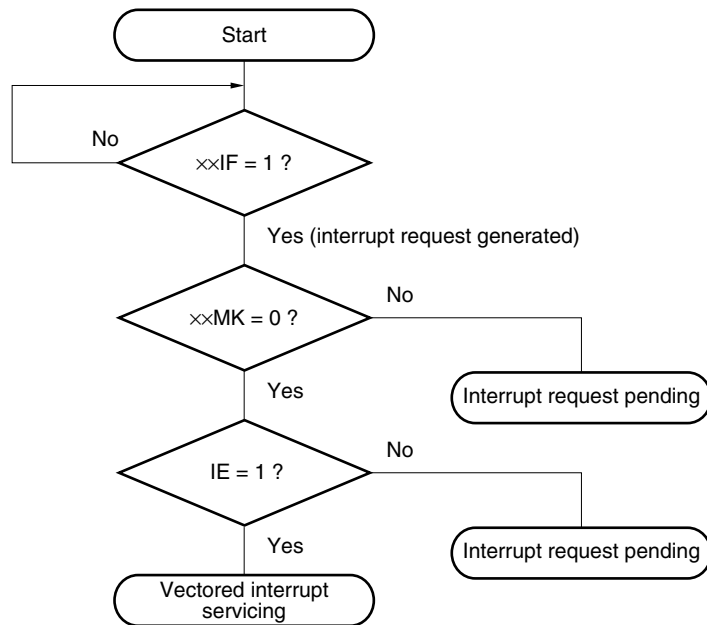 Start
No
××IF = 1 ?
Yes (interrupt request generated)
××MK = 0 ?
No
Yes
Interrupt request pending
IE = 1 ?
No
Yes
Interrupt request pending
Vectored interrupt
servicing